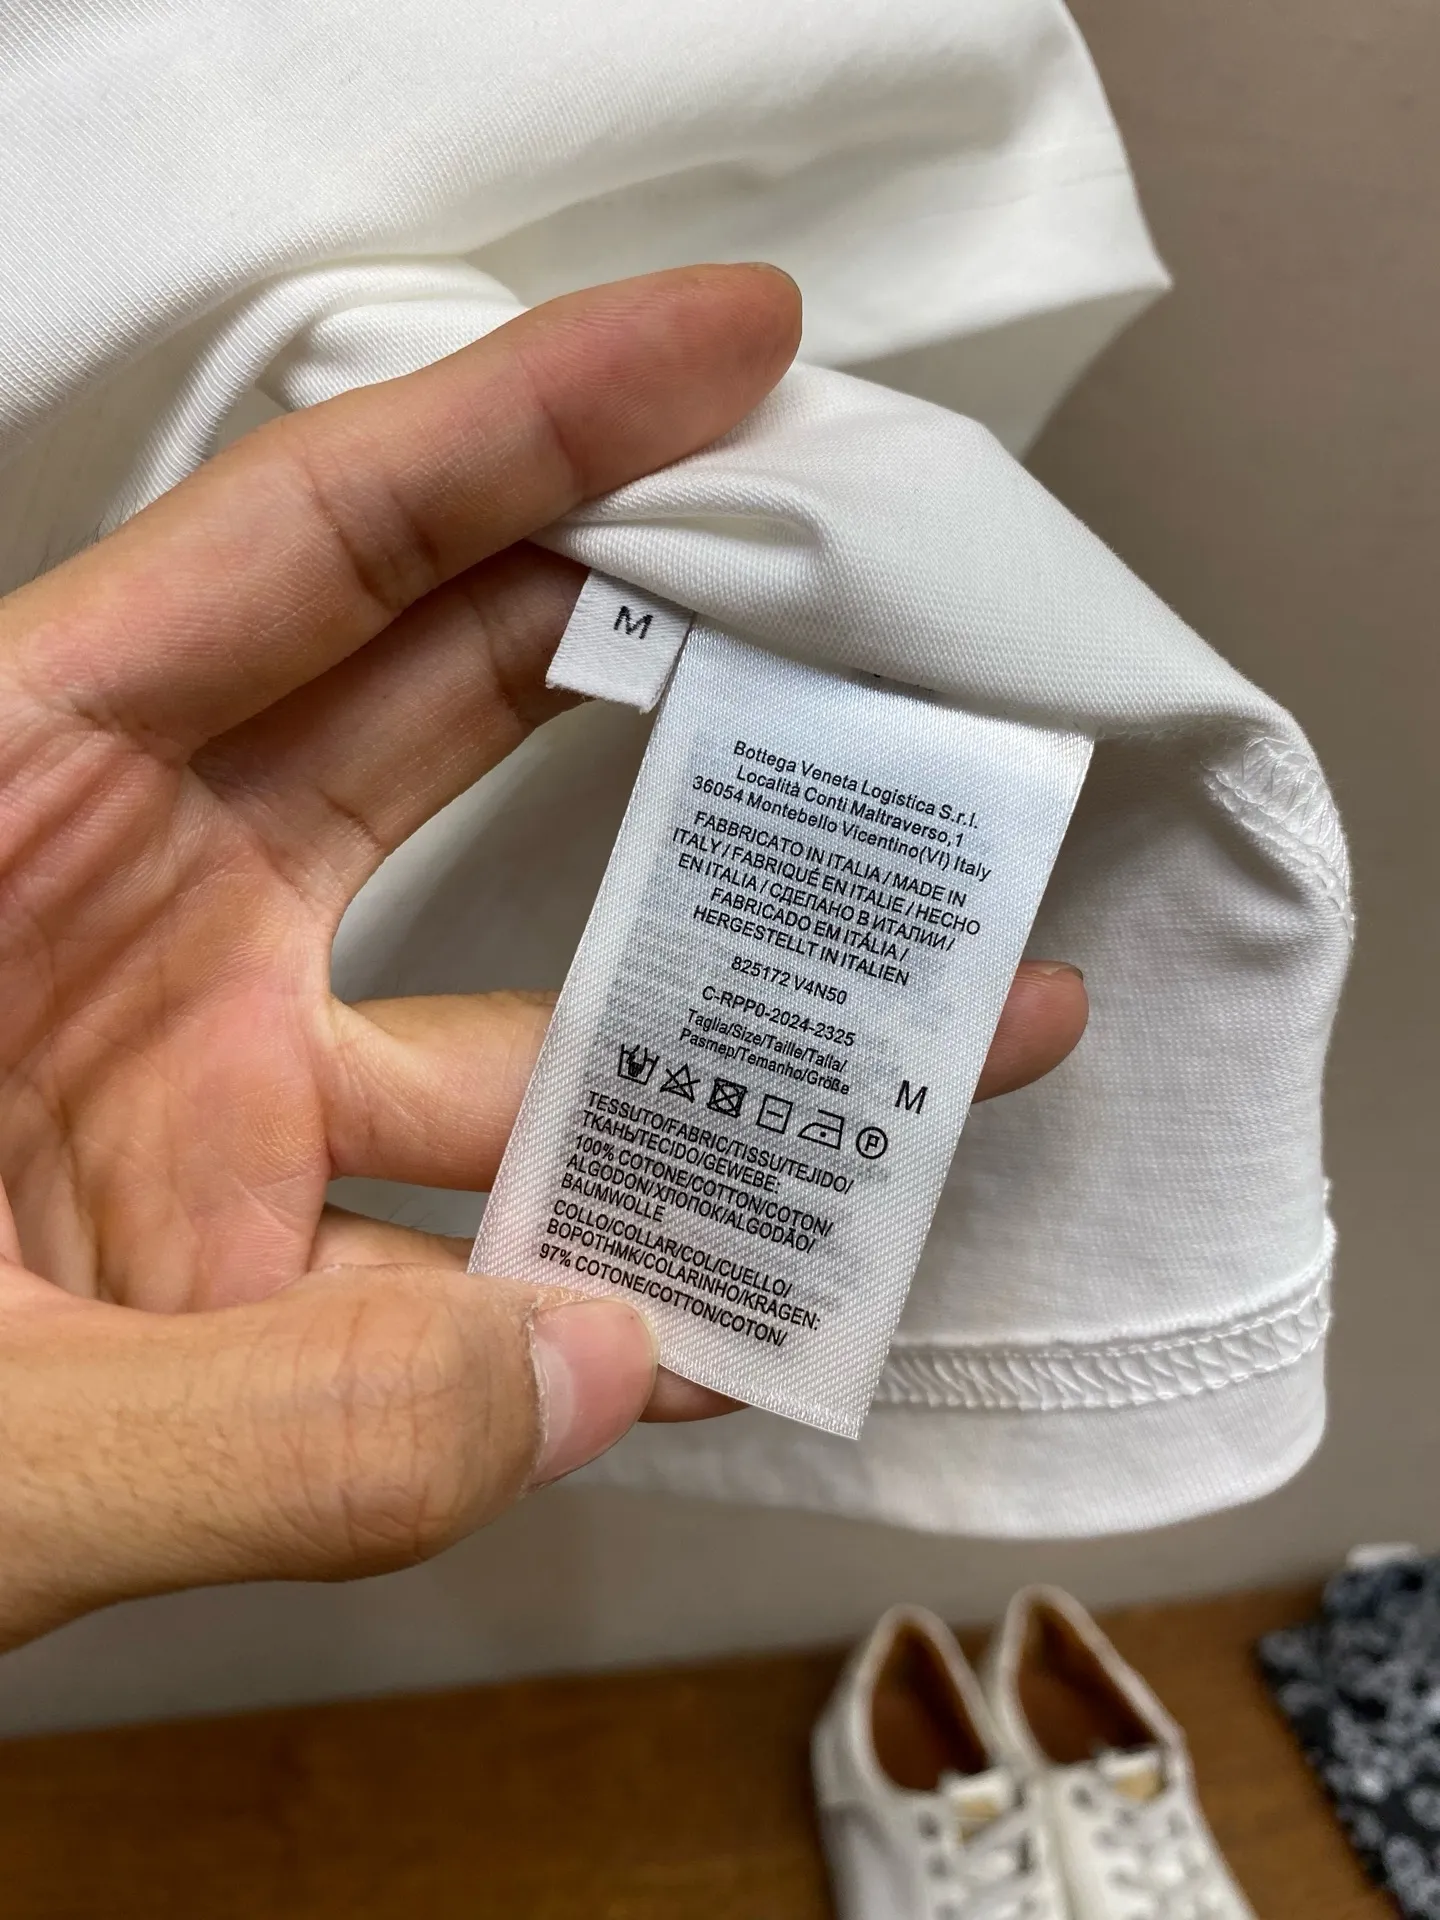 M
Bottega Veneta Logistica S.r.l.
Località Conti Maltraverso,1
36054 Montebello Vicentino(VI) Italy
FABBRICATO IN ITALIA / MADE IN
ITALY / FABRIQUÉ EN ITALIE / HECHO
EN ITALIA / СДЕЛАНО В ИТАЛИИ /
FABRICADO EM ITÁLIA /
HERGESTELLT IN ITALIEN
825172 V4N50
C-RPP0-2024-2325
Taglia/Size/Taille/Talla/
Pasmep/Temanho/Größe
M
P
TESSUTO/FABRIC/TISSU/TEJIDO/
ТКАНЬ/TECIDO/GEWEBE:
100% COTONE/COTTON/COTON/
ALGODON/ХЛОПОК/ALGODÃO/
BAUMWOLLE
COLLO/COLLAR/COL/CUELLO/
ВОРОТНМК/COLARINHO/KRAGEN:
97% COTONE/COTTON/COTON/